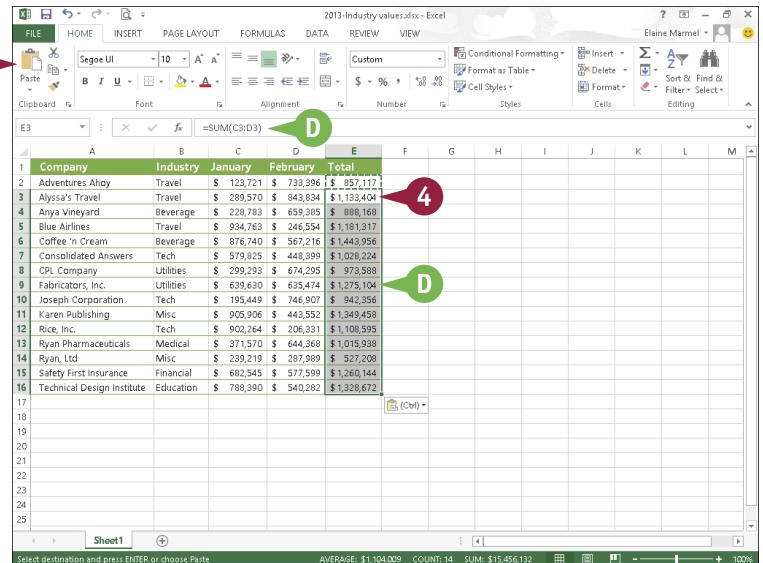 2013-Industry values.xlsx - Excel
FILE HOME INSERT PAGE LAYOUT FORMULAS DATA REVIEW VIEW Elaine Marmel
Segoe UI 10 A A Custom Conditional Formatting Insert Σ
Paste B I U A $ % , Format as Table Delete Sort & Find &
Cell Styles Format Filter Select
Clipboard Font Alignment Number Styles Cells Editing
E3 fx =SUM(C3:D3) D
A B C D E F G H I J K L M
1 Company Industry January February Total
2 Adventures Ahoy Travel $ 123,721 $ 733,396 $ 857,117
3 Alyssa's Travel Travel $ 289,570 $ 843,834 $ 1,133,404 4
4 Anya Vineyard Beverage $ 228,783 $ 659,385 $ 888,168
5 Blue Airlines Travel $ 934,763 $ 246,554 $ 1,181,317
6 Coffee 'n Cream Beverage $ 876,740 $ 567,216 $ 1,443,956
7 Consolidated Answers Tech $ 579,825 $ 448,399 $ 1,028,224
8 CPL Company Utilities $ 299,293 $ 674,295 $ 973,588
9 Fabricators, Inc. Utilities $ 639,630 $ 635,474 $ 1,275,104 D
10 Joseph Corporation Tech $ 195,449 $ 746,907 $ 942,356
11 Karen Publishing Misc $ 905,906 $ 443,552 $ 1,349,458
12 Rice, Inc. Tech $ 902,264 $ 206,331 $ 1,108,595
13 Ryan Pharmaceuticals Medical $ 371,570 $ 644,368 $ 1,015,938
14 Ryan, Ltd Misc $ 239,219 $ 287,989 $ 527,208
15 Safety First Insurance Financial $ 682,545 $ 577,599 $ 1,260,144
16 Technical Design Institute Education $ 788,390 $ 540,282 $ 1,328,672
17 (Ctrl)
18
19
20
21
22
23
24
25
Sheet1
Select destination and press ENTER or choose Paste AVERAGE: $1,104,009 COUNT: 14 SUM: $15,456,132 100%